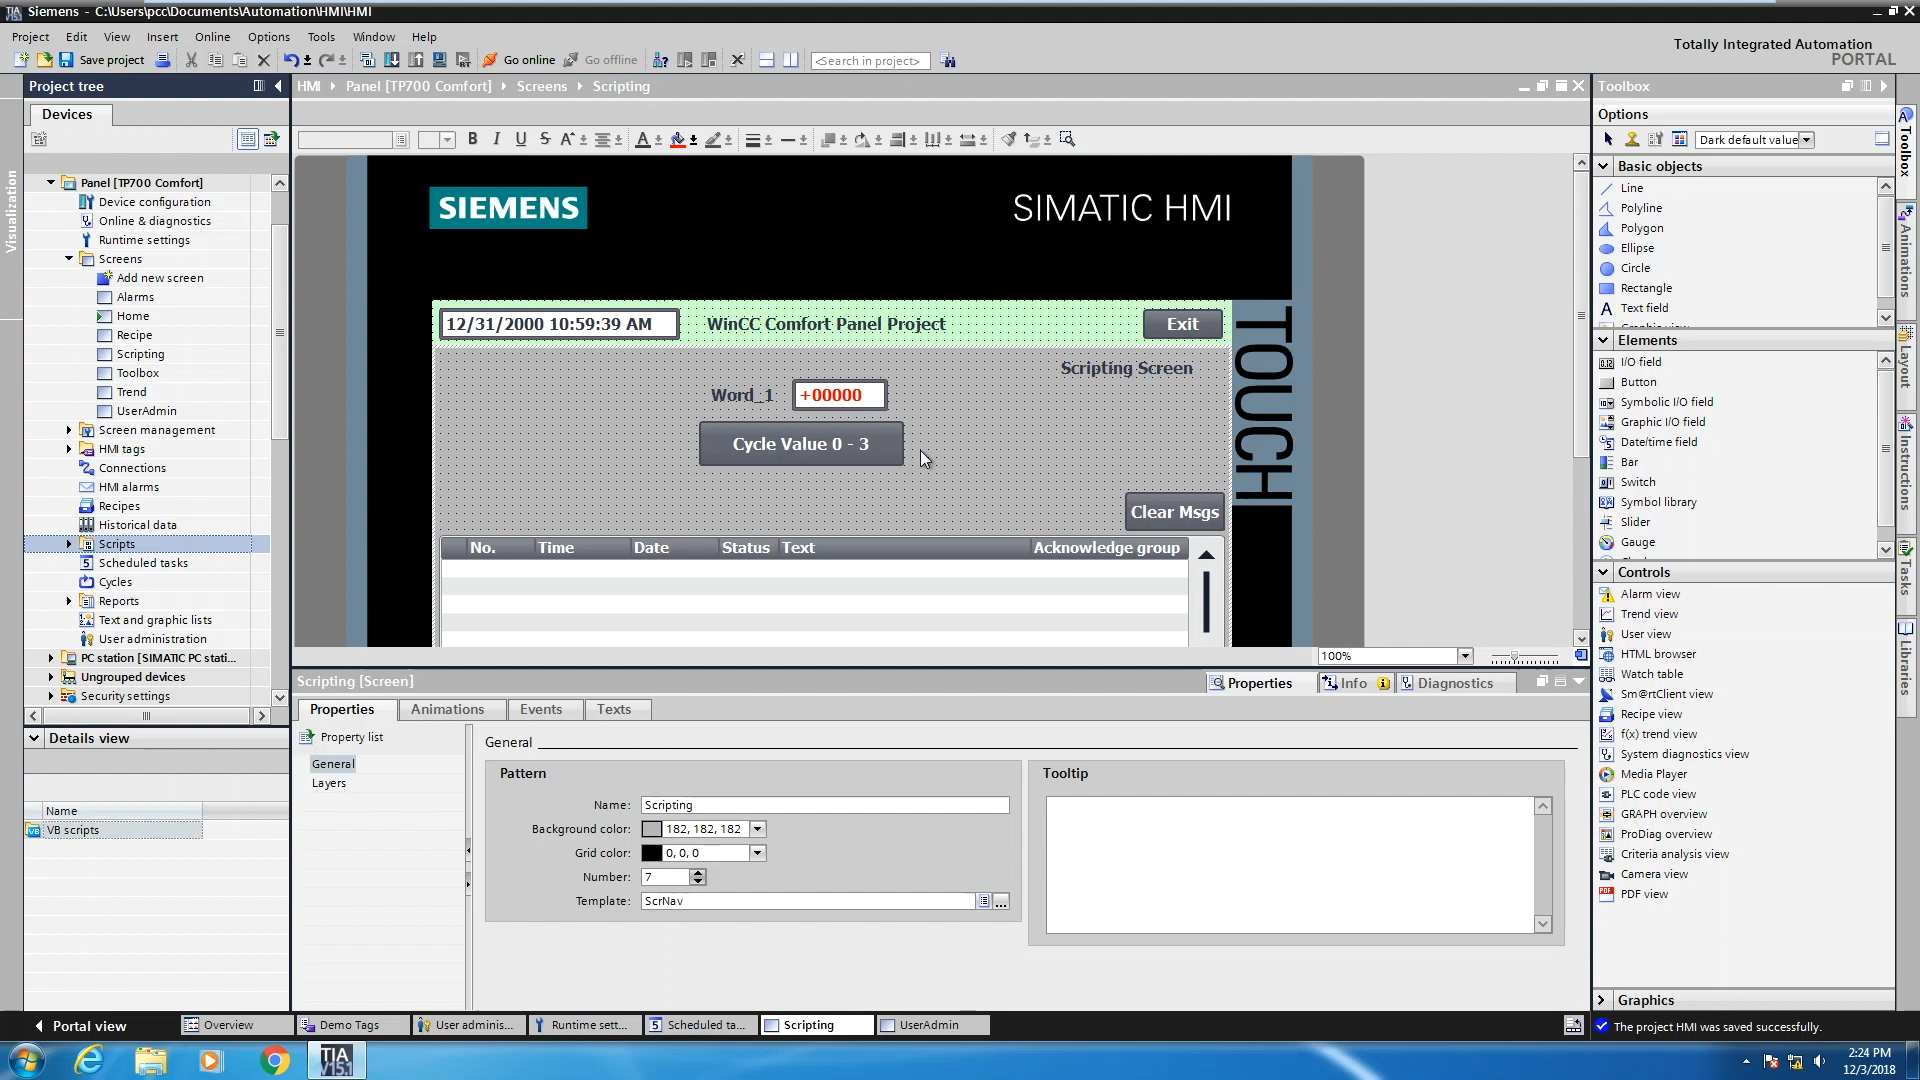 Siemens - C:\Users\pcc\Documents\Automation\HMI\HMI
Project Edit View Insert Online Options Tools Window Help
Totally Integrated Automation
PORTAL
Save project
Go online
Go offline
<Search in project>
Project tree
HMI
Panel [TP700 Comfort]
Screens
Scripting
Toolbox
Devices
Options
B I U S A A
Dark default value
Visualization
Panel [TP700 Comfort]
Device configuration
Online & diagnostics
Runtime settings
Screens
Add new screen
Alarms
Home
Recipe
Scripting
Toolbox
Trend
UserAdmin
Screen management
HMI tags
Connections
HMI alarms
Recipes
Historical data
Scripts
Scheduled tasks
Cycles
Reports
Text and graphic lists
User administration
PC station [SIMATIC PC stati...
Ungrouped devices
Security settings
Details view
Name
VB scripts
SIEMENS
SIMATIC HMI
TOUCH
12/31/2000 10:59:39 AM
WinCC Comfort Panel Project
Exit
Scripting Screen
Word_1
+00000
Cycle Value 0 - 3
Clear Msgs
No. Time Date Status Text Acknowledge group
100%
Scripting [Screen]
Properties
Info
Diagnostics
Properties
Animations
Events
Texts
Property list
General
Layers
General
Pattern
Name: Scripting
Background color: 182, 182, 182
Grid color: 0, 0, 0
Number: 7
Template: ScrNav
Tooltip
Basic objects
Line
Polyline
Polygon
Ellipse
Circle
Rectangle
Text field
Elements
I/O field
Button
Symbolic I/O field
Graphic I/O field
Date/time field
Bar
Switch
Symbol library
Slider
Gauge
Controls
Alarm view
Trend view
User view
HTML browser
Watch table
Sm@rtClient view
Recipe view
f(x) trend view
System diagnostics view
Media Player
PLC code view
GRAPH overview
ProDiag overview
Criteria analysis view
Camera view
PDF view
Graphics
Toolbox
Animations
Layout
Instructions
Tasks
Libraries
Portal view
Overview
Demo Tags
User adminis...
Runtime sett...
Scheduled ta...
Scripting
UserAdmin
The project HMI was saved successfully.
TIA
V15.1
2:24 PM
12/3/2018